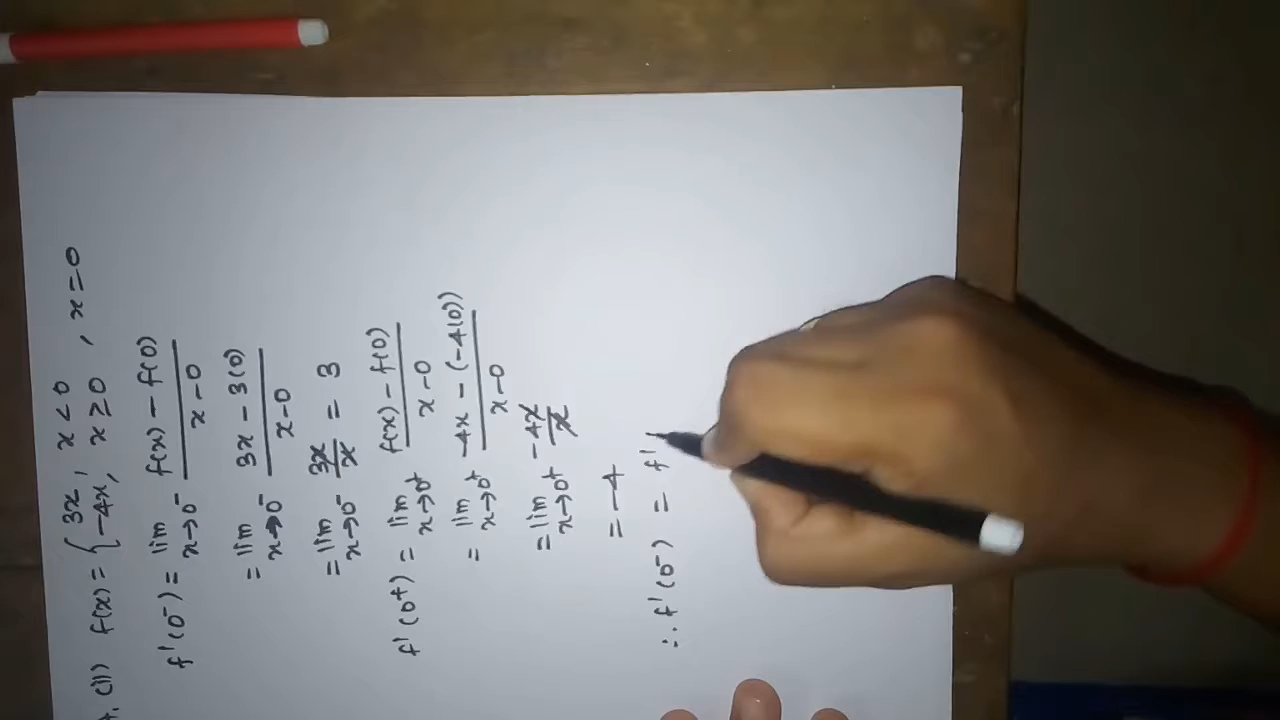 (ii) f(x) = { 3x, x < 0
-4x, x ≥ 0 , x = 0
f'(0⁻) = lim x→0⁻ f(x) - f(0) / x - 0
= lim x→0⁻ 3x - 3(0) / x-0
= lim x→0⁻ 3x / x = 3
f'(0⁺) = lim x→0⁺ f(x) - f(0) / x - 0
= lim x→0⁺ -4x - (-4(0)) / x-0
= lim x→0⁺ -4x / x
= -4
∴ f'(0⁻) = f'